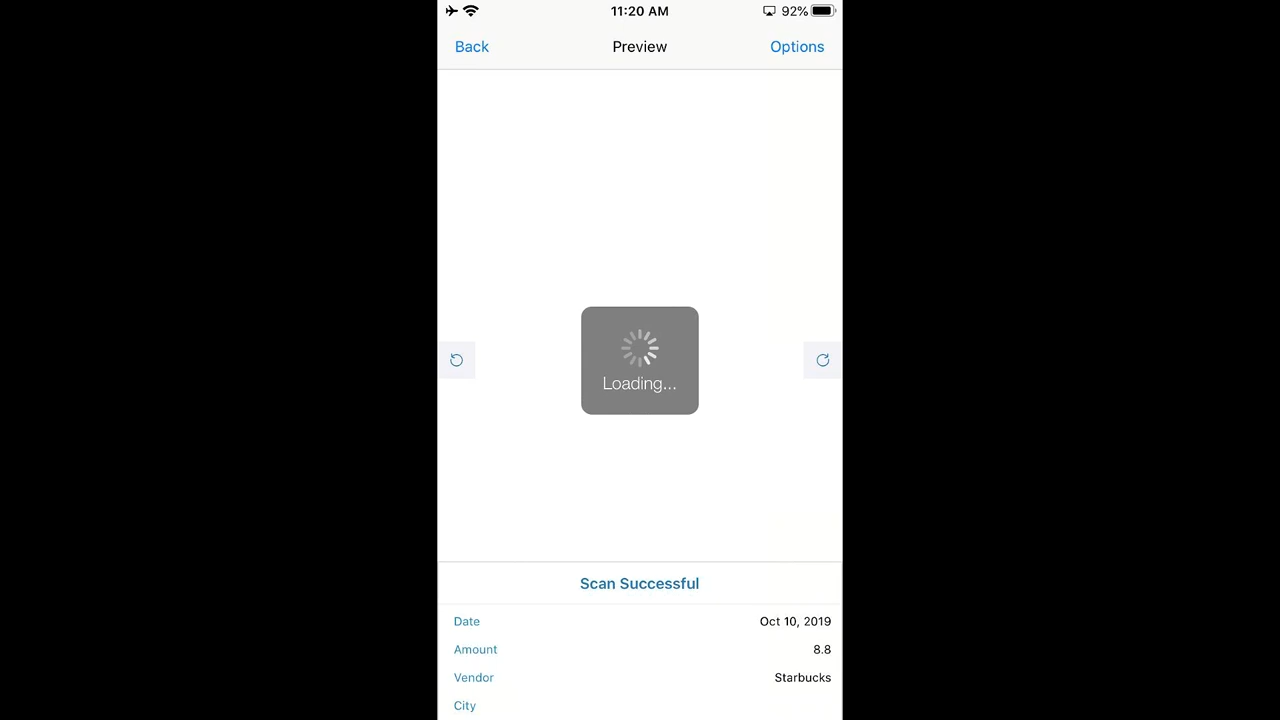 11:20 AM 92%
Back Preview Options
Loading...
Scan Successful
Date Oct 10, 2019
Amount 8.8
Vendor Starbucks
City